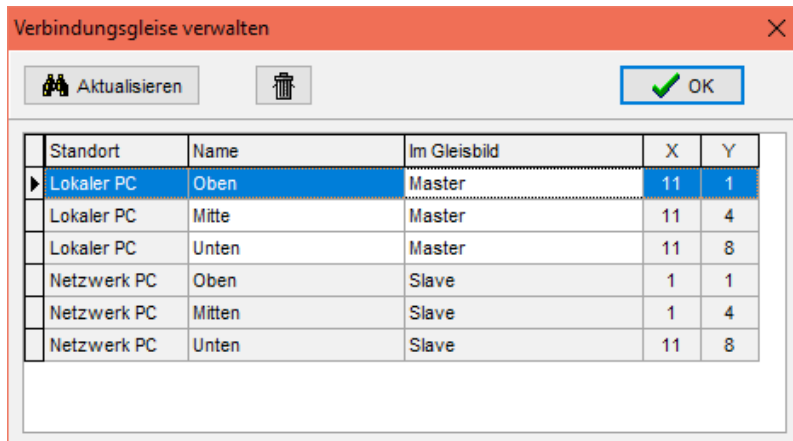 Verbindungsgleise verwalten
Aktualisieren OK
Standort Name Im Gleisbild X Y
Lokaler PC Oben Master 11 1
Lokaler PC Mitte Master 11 4
Lokaler PC Unten Master 11 8
Netzwerk PC Oben Slave 1 1
Netzwerk PC Mitten Slave 1 4
Netzwerk PC Unten Slave 11 8